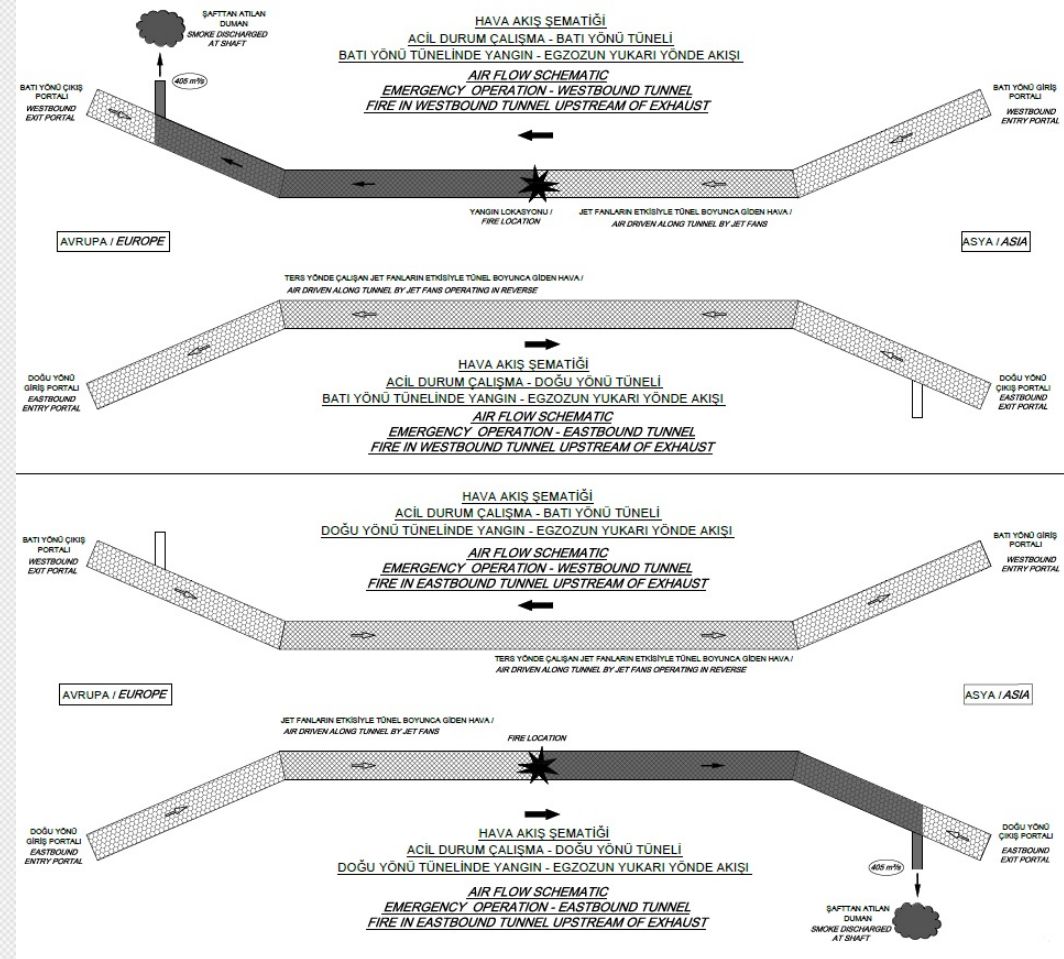 ŞAFTTAN ATILAN
DUMAN
SMOKE DISCHARGED
AT SHAFT
405 m³/s
HAVA AKIŞ ŞEMATİĞİ
ACİL DURUM ÇALIŞMA - BATI YÖNÜ TÜNELİ
BATI YÖNÜ TÜNELİNDE YANGIN - EGZOZUN YUKARI YÖNDE AKIŞI
AIR FLOW SCHEMATIC
EMERGENCY OPERATION - WESTBOUND TUNNEL
FIRE IN WESTBOUND TUNNEL UPSTREAM OF EXHAUST
BATI YÖNÜ ÇIKIŞ
PORTALI
WESTBOUND
EXIT PORTAL
BATI YÖNÜ GİRİŞ
PORTALI
WESTBOUND
ENTRY PORTAL
YANGIN LOKASYONU /
FIRE LOCATION
JET FANLARIN ETKİSİYLE TÜNEL BOYUNCA GİDEN HAVA /
AIR DRIVEN ALONG TUNNEL BY JET FANS
AVRUPA / EUROPE
ASYA / ASIA
TERS YÖNDE ÇALIŞAN JET FANLARIN ETKİSİYLE TÜNEL BOYUNCA GİDEN HAVA /
AIR DRIVEN ALONG TUNNEL BY JET FANS OPERATING IN REVERSE
DOĞU YÖNÜ
GİRİŞ PORTALI
EASTBOUND
ENTRY PORTAL
HAVA AKIŞ ŞEMATİĞİ
ACİL DURUM ÇALIŞMA - DOĞU YÖNÜ TÜNELİ
BATI YÖNÜ TÜNELİNDE YANGIN - EGZOZUN YUKARI YÖNDE AKIŞI
AIR FLOW SCHEMATIC
EMERGENCY OPERATION - EASTBOUND TUNNEL
FIRE IN WESTBOUND TUNNEL UPSTREAM OF EXHAUST
DOĞU YÖNÜ
ÇIKIŞ PORTALI
EASTBOUND
EXIT PORTAL
HAVA AKIŞ ŞEMATİĞİ
ACİL DURUM ÇALIŞMA - BATI YÖNÜ TÜNELİ
DOĞU YÖNÜ TÜNELİNDE YANGIN - EGZOZUN YUKARI YÖNDE AKIŞI
AIR FLOW SCHEMATIC
EMERGENCY OPERATION - WESTBOUND TUNNEL
FIRE IN EASTBOUND TUNNEL UPSTREAM OF EXHAUST
BATI YÖNÜ ÇIKIŞ
PORTALI
WESTBOUND
EXIT PORTAL
BATI YÖNÜ GİRİŞ
PORTALI
WESTBOUND
ENTRY PORTAL
TERS YÖNDE ÇALIŞAN JET FANLARIN ETKİSİYLE TÜNEL BOYUNCA GİDEN HAVA /
AIR DRIVEN ALONG TUNNEL BY JET FANS OPERATING IN REVERSE
AVRUPA / EUROPE
ASYA / ASIA
JET FANLARIN ETKİSİYLE TÜNEL BOYUNCA GİDEN HAVA /
AIR DRIVEN ALONG TUNNEL BY JET FANS
FIRE LOCATION
DOĞU YÖNÜ
GİRİŞ PORTALI
EASTBOUND
ENTRY PORTAL
HAVA AKIŞ ŞEMATİĞİ
ACİL DURUM ÇALIŞMA - DOĞU YÖNÜ TÜNELİ
DOĞU YÖNÜ TÜNELİNDE YANGIN - EGZOZUN YUKARI YÖNDE AKIŞI
AIR FLOW SCHEMATIC
EMERGENCY OPERATION - EASTBOUND TUNNEL
FIRE IN EASTBOUND TUNNEL UPSTREAM OF EXHAUST
DOĞU YÖNÜ
ÇIKIŞ PORTALI
EASTBOUND
EXIT PORTAL
405 m³/s
ŞAFTTAN ATILAN
DUMAN
SMOKE DISCHARGED
AT SHAFT